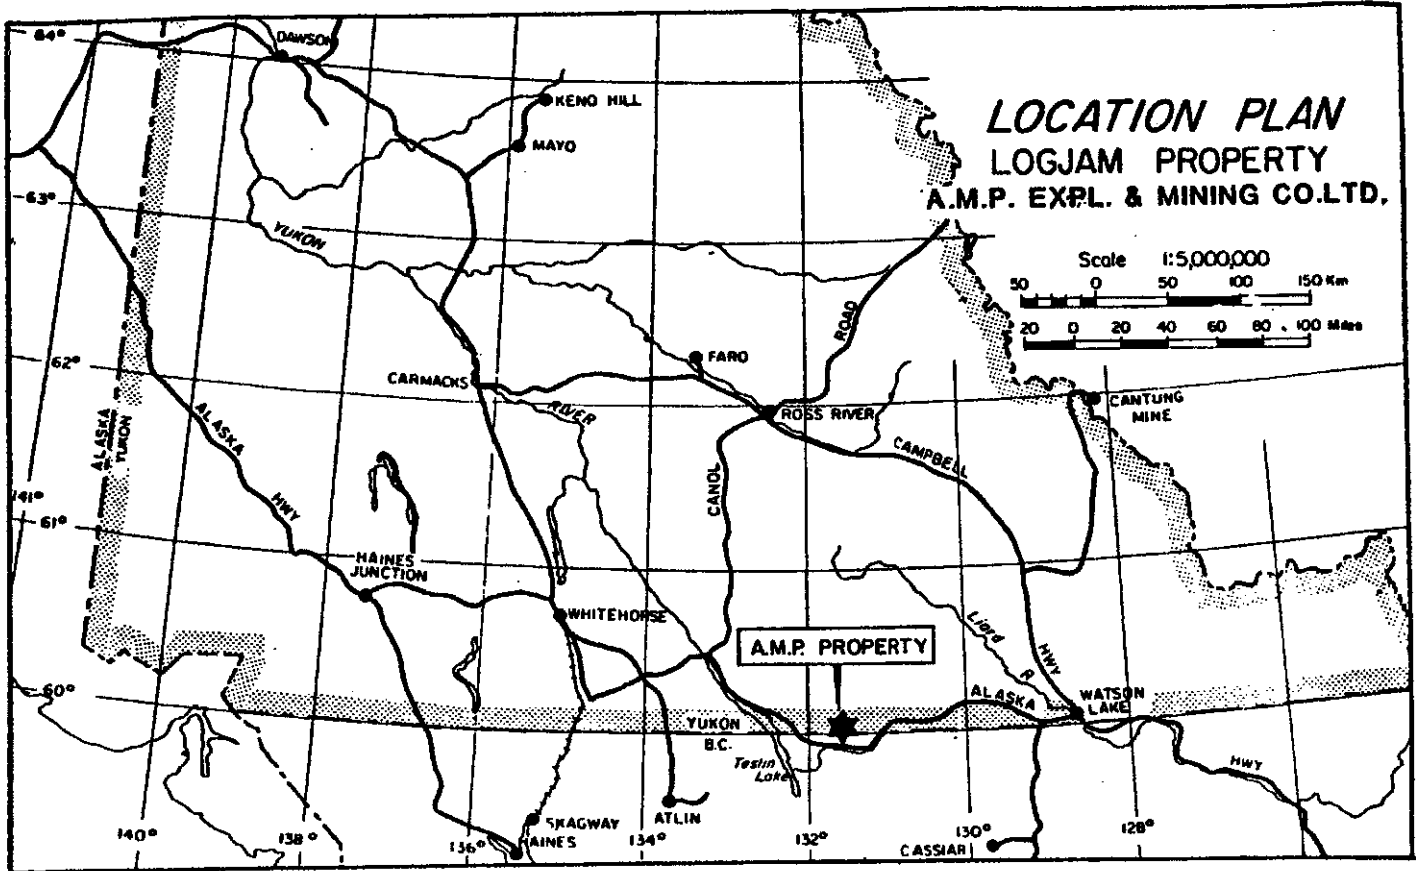 64°
DAWSON
KENO HILL
MAYO
LOCATION PLAN
LOGJAM PROPERTY
A.M.P. EXPL. & MINING CO.LTD.
63°
YUKON
Scale 1:5,000,000
50 0 50 100 150 Km
20 0 20 40 60 80 100 Miles
ROAD
62°
FARO
CARMACKS
RIVER
ROSS RIVER
CANTUNG
MINE
ALASKA
YUKON
ALASKA
CAMPBELL
CANOL
141°
61°
HWY
HAINES
JUNCTION
WHITEHORSE
A.M.P. PROPERTY
Liard
R.
HWY
60°
ALASKA
WATSON
LAKE
YUKON
B.C.
Teslin
Lake
HWY
SKAGWAY
HAINES
ATLIN
CASSIAR
140°
138°
136°
134°
132°
130°
128°